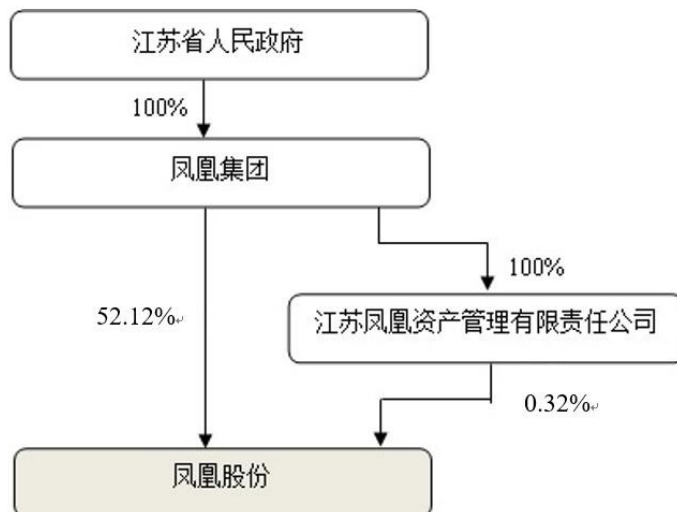 江苏省人民政府
100%
凤凰集团
100%
52.12%
江苏凤凰资产管理有限责任公司
0.32%
凤凰股份